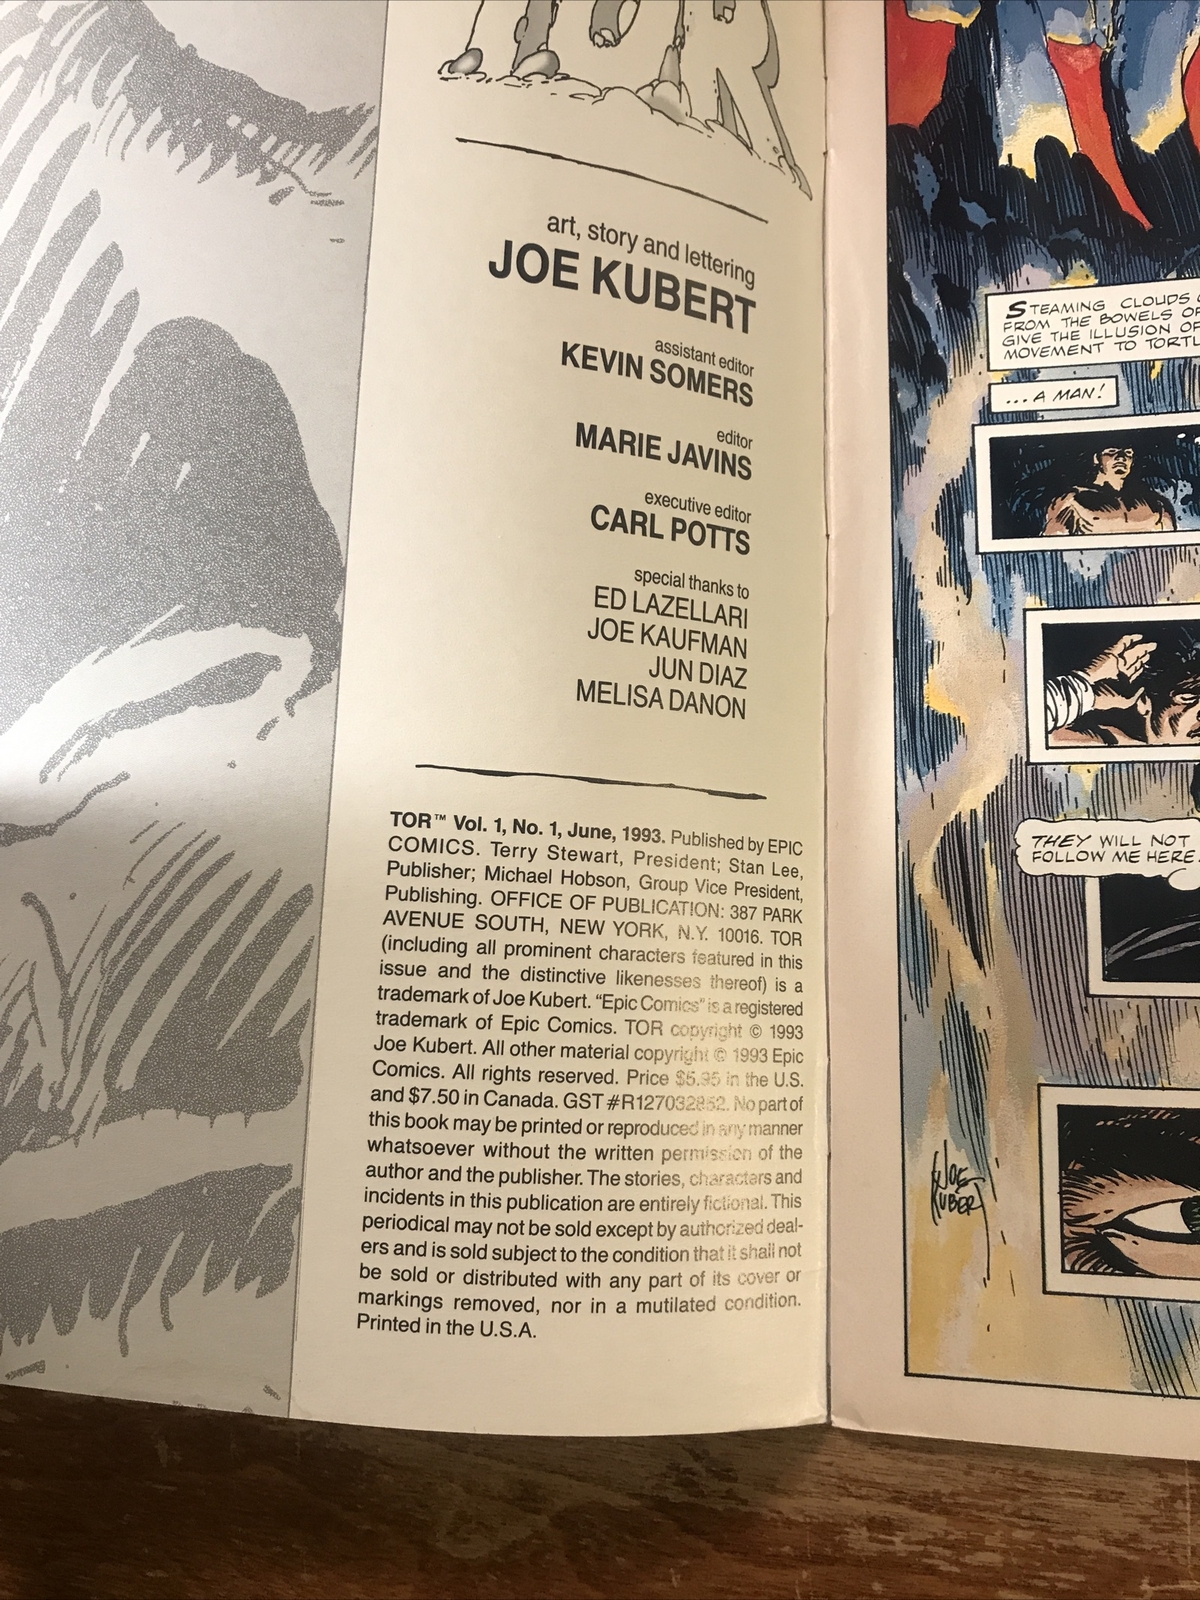 TOR
art, story and lettering
JOE KUBERT
assistant editor
KEVIN SOMERS
editor
MARIE JAVINS
executive editor
CARL POTTS
special thanks to
ED LAZELLARI
JOE KAUFMAN
JUN DIAZ
MELISA DANON
TOR™ Vol. 1, No. 1, June, 1993. Published by EPIC
COMICS. Terry Stewart, President; Stan Lee,
Publisher; Michael Hobson, Group Vice President,
Publishing. OFFICE OF PUBLICATION: 387 PARK
AVENUE SOUTH, NEW YORK, N.Y. 10016. TOR
(including all prominent characters featured in this
issue and the distinctive likenesses thereof) is a
trademark of Joe Kubert. "Epic Comics" is a registered
trademark of Epic Comics. TOR copyright © 1993
Joe Kubert. All other material copyright © 1993 Epic
Comics. All rights reserved. Price $5.95 in the U.S.
and $7.50 in Canada. GST #R127032852. No part of
this book may be printed or reproduced in any manner
whatsoever without the written permission of the
author and the publisher. The stories, characters and
incidents in this publication are entirely fictional. This
periodical may not be sold except by authorized deal-
ers and is sold subject to the condition that it shall not
be sold or distributed with any part of its cover or
markings removed, nor in a mutilated condition.
Printed in the U.S.A.
STEAMING CLOUDS
FROM THE BOWELS OF
GIVE THE ILLUSION OF
MOVEMENT TO
...A MAN!
THEY WILL NOT
FOLLOW ME HERE
JOE
KUBERT